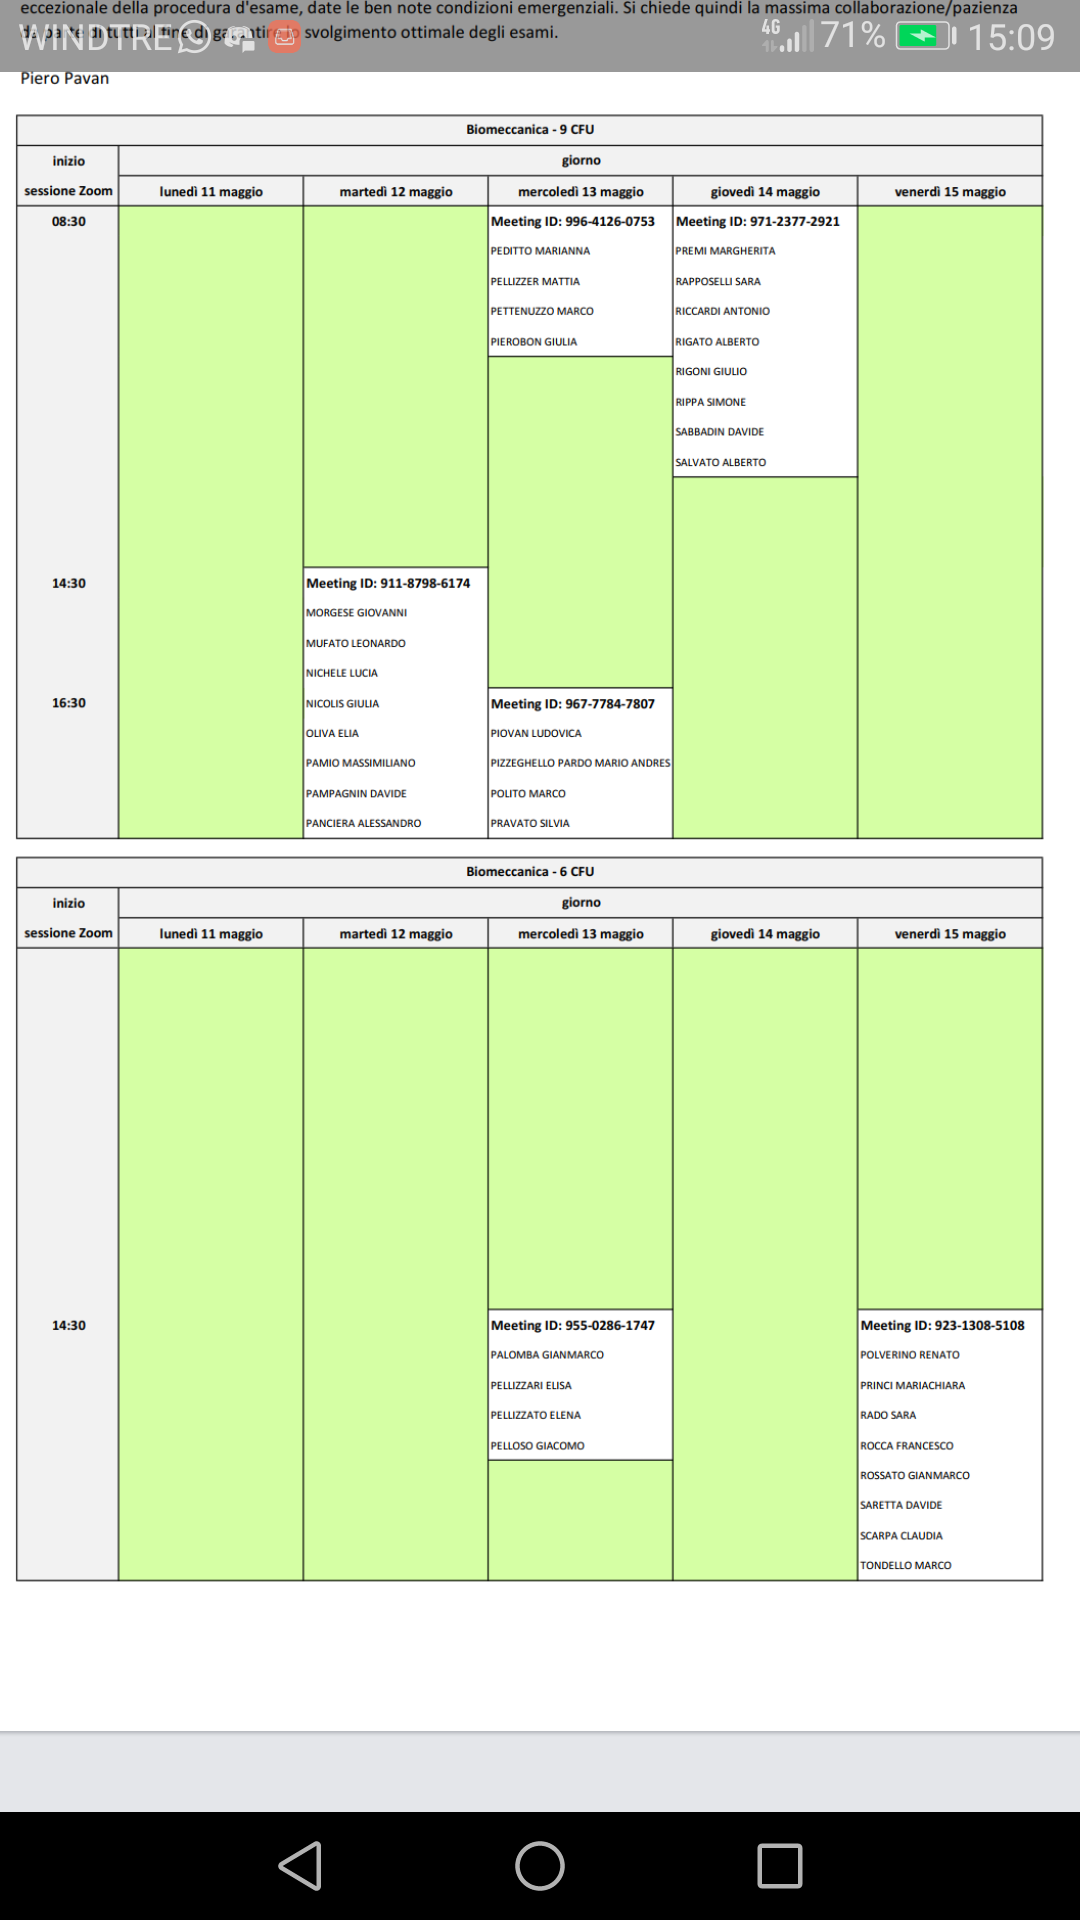 eccezionale della procedura d'esame, date le ben note condizioni emergenziali. Si chiede quindi la massima collaborazione/pazienza
svolgimento ottimale degli esami.
WINDTRE 4G 71% 15:09
Piero Pavan
Biomeccanica - 9 CFU
inizio giorno
sessione Zoom lunedì 11 maggio martedì 12 maggio mercoledì 13 maggio giovedì 14 maggio venerdì 15 maggio
08:30 Meeting ID: 996-4126-0753 Meeting ID: 971-2377-2921
PEDITTO MARIANNA PREMI MARGHERITA
PELLIZZER MATTIA RAPPOSELLI SARA
PETTENUZZO MARCO RICCARDI ANTONIO
PIEROBON GIULIA RIGATO ALBERTO
RIGONI GIULIO
RIPPA SIMONE
SABBADIN DAVIDE
SALVATO ALBERTO
14:30 Meeting ID: 911-8798-6174
MORGESE GIOVANNI
MUFATO LEONARDO
NICHELE LUCIA
16:30 NICOLIS GIULIA Meeting ID: 967-7784-7807
OLIVA ELIA PIOVAN LUDOVICA
PAMIO MASSIMILIANO PIZZEGHELLO PARDO MARIO ANDRES
PAMPAGNIN DAVIDE POLITO MARCO
PANCIERA ALESSANDRO PRAVATO SILVIA
Biomeccanica - 6 CFU
inizio giorno
sessione Zoom lunedì 11 maggio martedì 12 maggio mercoledì 13 maggio giovedì 14 maggio venerdì 15 maggio
14:30 Meeting ID: 955-0286-1747 Meeting ID: 923-1308-5108
PALOMBA GIANMARCO POLVERINO RENATO
PELLIZZARI ELISA PRINCI MARIACHIARA
PELLIZZATO ELENA RADO SARA
PELLOSO GIACOMO ROCCA FRANCESCO
ROSSATO GIANMARCO
SARETTA DAVIDE
SCARPA CLAUDIA
TONDELLO MARCO